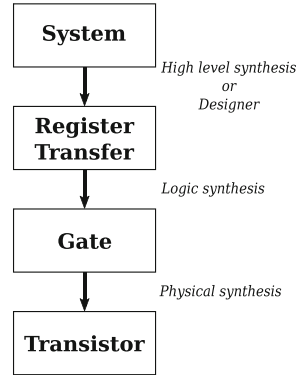 System
High level synthesis
or
Designer
Register
Transfer
Logic synthesis
Gate
Physical synthesis
Transistor